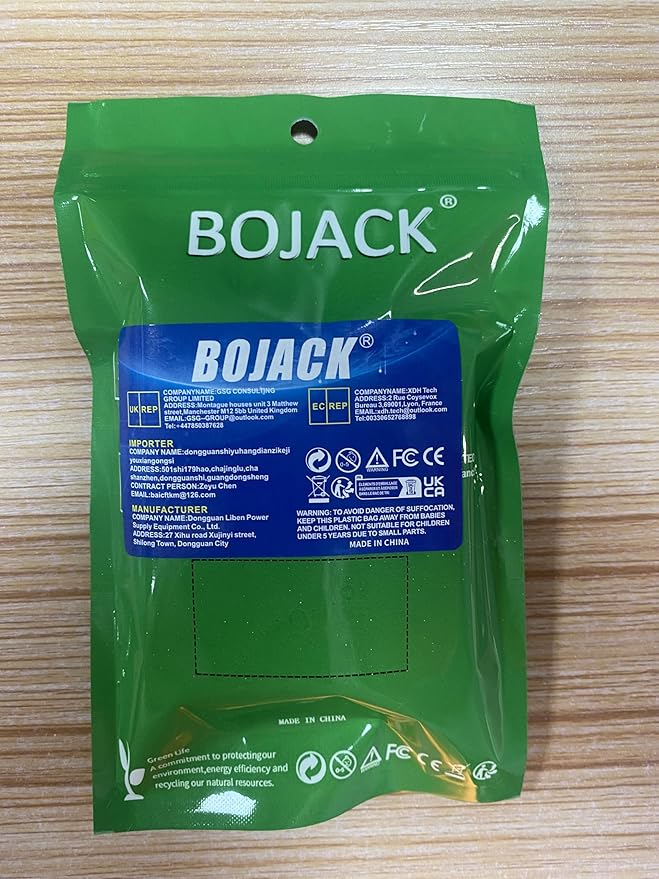 BOJACK®
BOJACK®
UK REP
COMPANYNAME:GSG CONSULTJNG
GROUP LIMITED
ADDRESS:Montague houses unit 3 Matthew
street,Manchester M12 5bb United Kingdom
EMAIL:GSG--GROUP@outlook.com
Tel:+447850387628
EC REP
COMPANYNAME:XDH Tech
ADDRESS:2 Rue Coysevox
Bureau 3,69001,Lyon, France
EMAIL:xdh.tech@outlook.com
Tel:00330652768898
IMPORTER
COMPANY NAME:dongguanshiyuhangdianzikeji
youxiangongsi
ADDRESS:501shi179hao,chajinglu,cha
shanzhen,dongguanshi,guangdongsheng
CONTRACT PERSON:Zeyu Chen
EMAIL:baicftkm@126.com
MANUFACTURER
COMPANY NAME:Dongguan Liben Power
Supply Equipment Co., Ltd.
ADDRESS:27 Xihu road Xujinyi street,
Shilong Town, Dongguan City
0-5
WARNING
FC CE
UK
CA
WARNING: TO AVOID DANGER OF SUFFOCATION,
KEEP THIS PLASTIC BAG AWAY FROM BABIES
AND CHILDREN. NOT SUITABLE FOR CHILDREN
UNDER 5 YEARS DUE TO SMALL PARTS.
MADE IN CHINA
MADE IN CHINA
Green Life
A commitment to protectingour
environment,energy efficiency and
recycling our natural resources.
FC CE